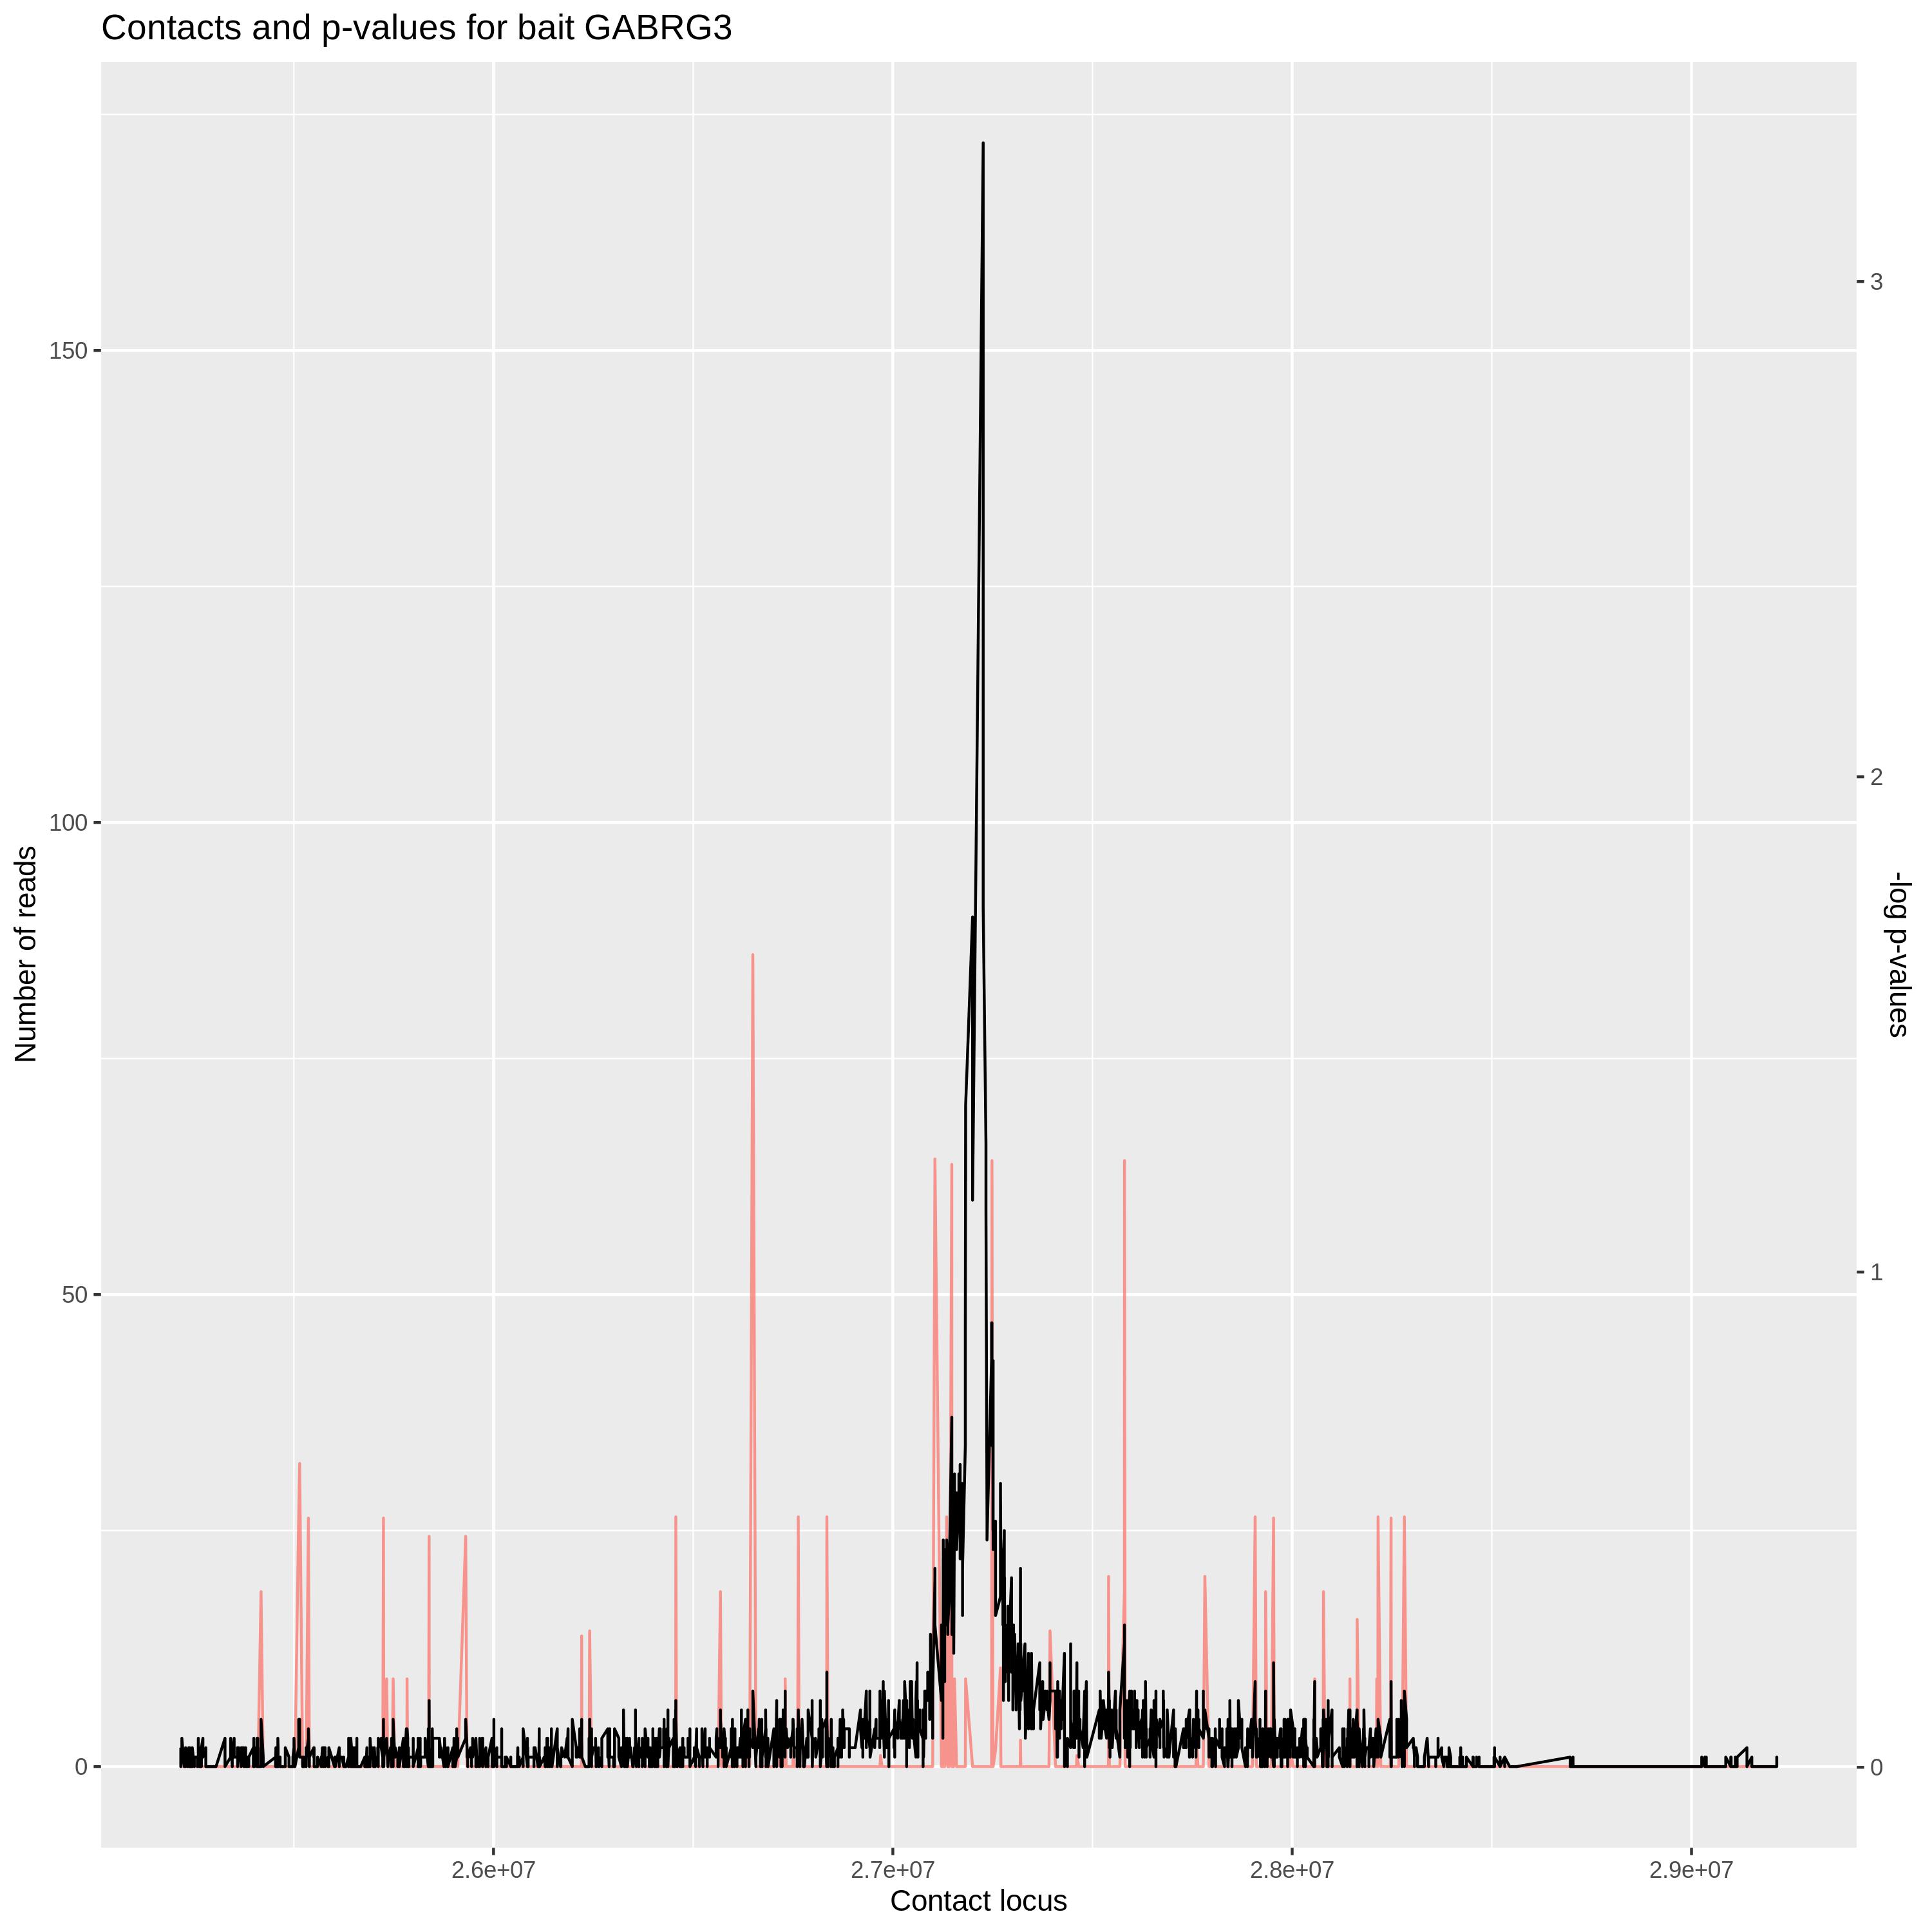 Contacts and p-values for bait GABRG3
Number of reads
150
100
50
0
3
2
1
0
-log p-values
2.6e+07
2.7e+07
2.8e+07
2.9e+07
Contact locus